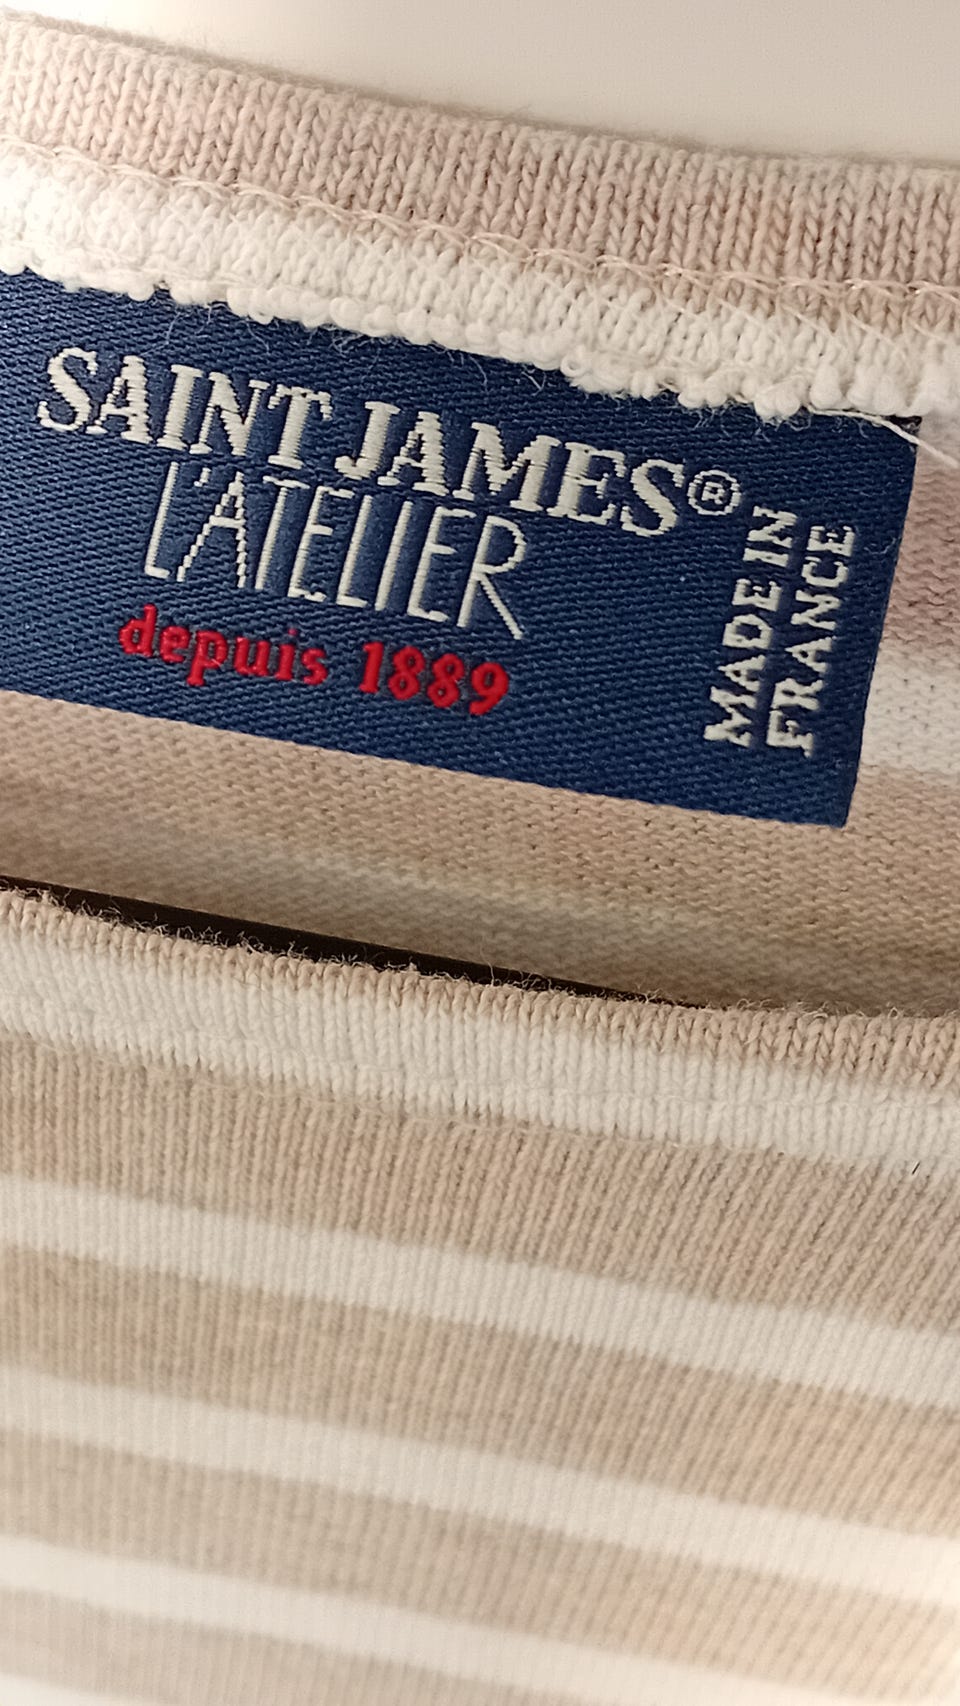 SAINT JAMES®
L'ATELIER
depuis 1889
MADE IN
FRANCE